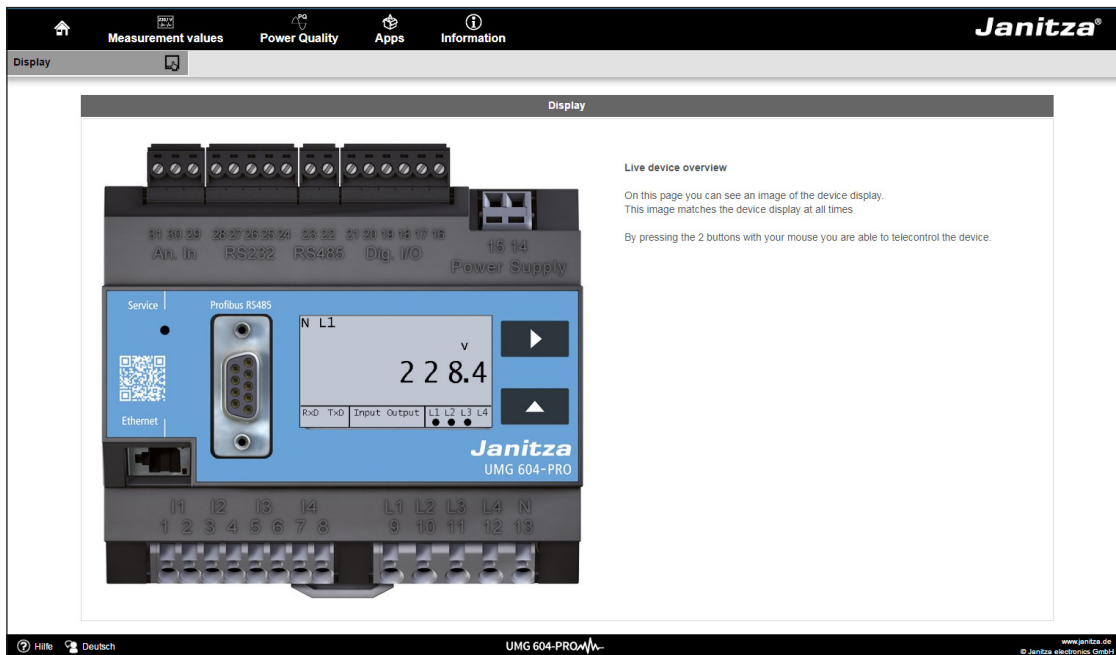 230,1 V
PQ
Measurement values
Power Quality
Apps
Information
Janitza®
Display
Display
Live device overview
On this page you can see an image of the device display.
This image matches the device display at all times
By pressing the 2 buttons with your mouse you are able to telecontrol the device.
31 30 29 28 27 26 25 24 23 22 21 20 19 18 17 16
An. In RS232 RS485 Dig. I/O
15 14
Power Supply
Service
Profibus RS485
N L1
V
228.4
RxD TxD Input Output L1 L2 L3 L4
Ethernet
Janitza
UMG 604-PRO
I1 I2 I3 I4 L1 L2 L3 L4 N
1 2 3 4 5 6 7 8 9 10 11 12 13
Hilfe
Deutsch
UMG 604-PRO
www.janitza.de
© Janitza electronics GmbH